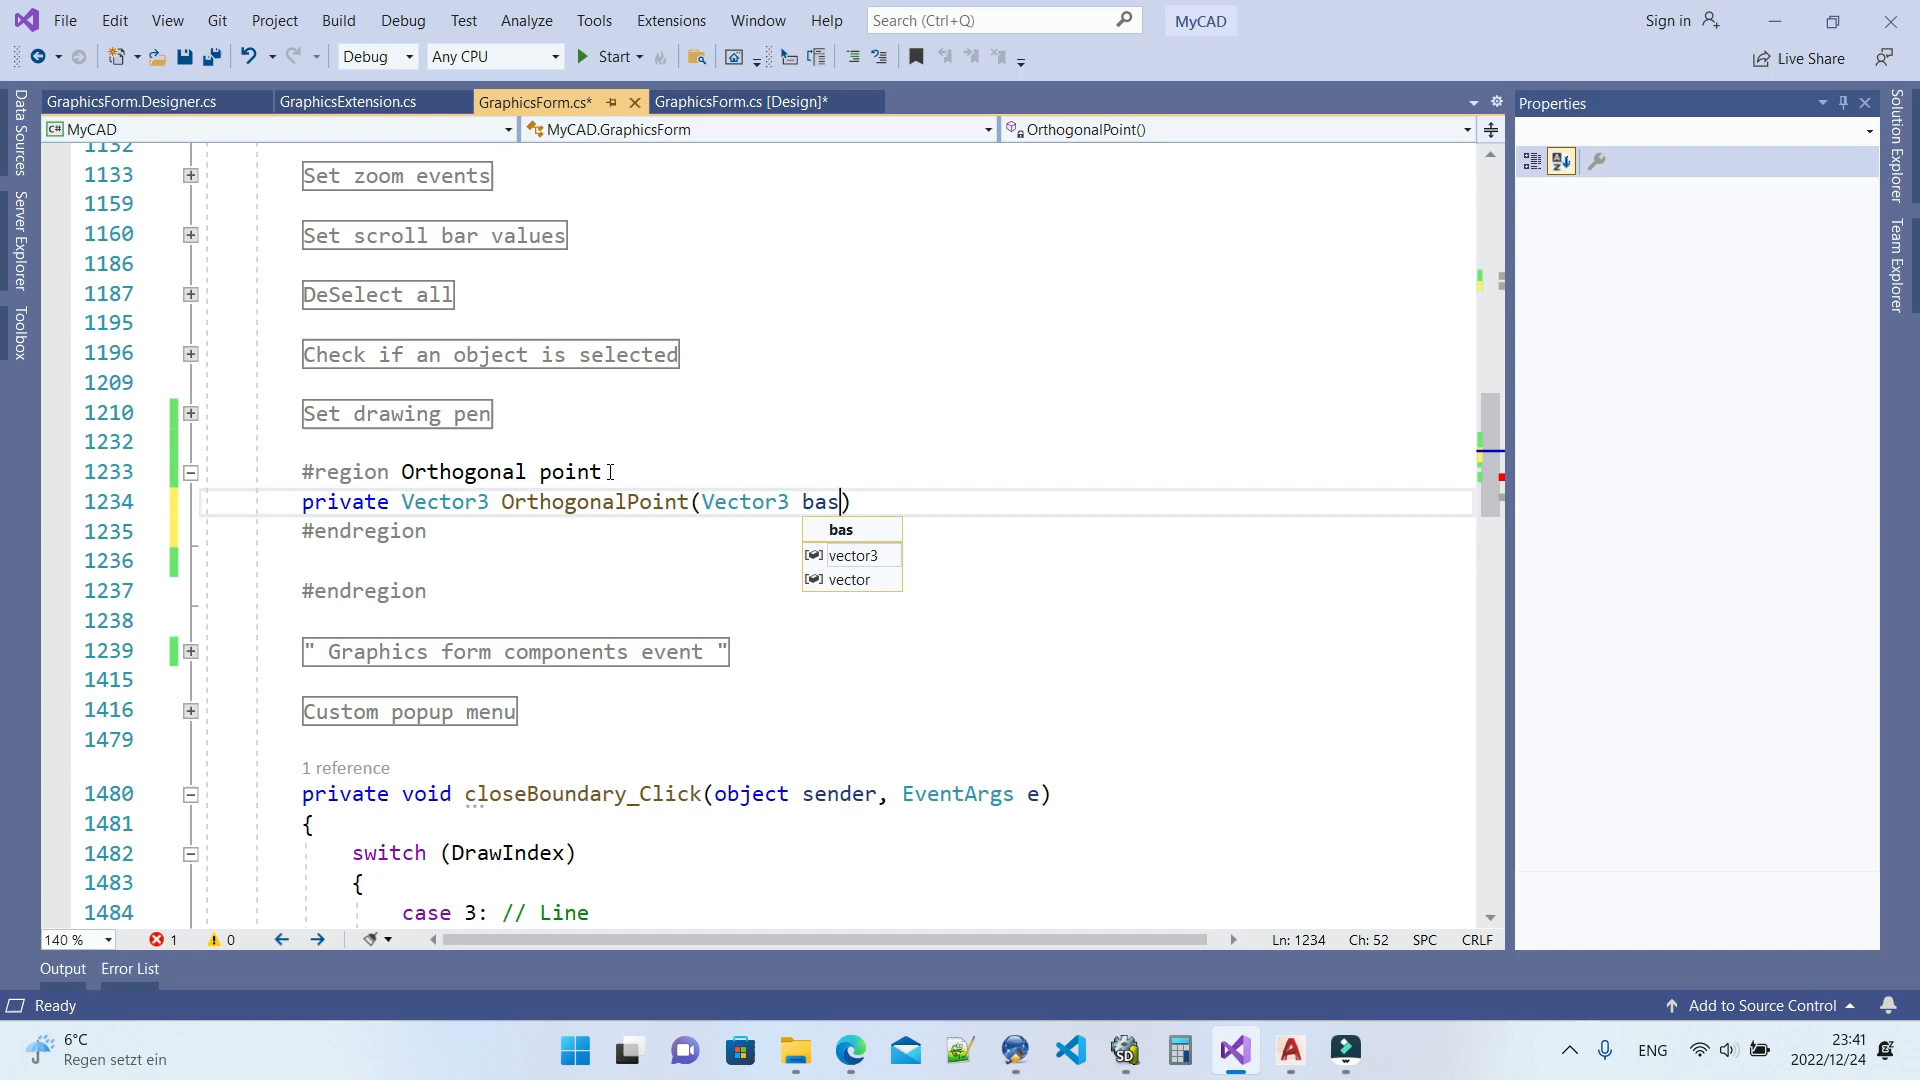 File Edit View Git Project Build Debug Test Analyze Tools Extensions Window Help Search (Ctrl+Q) MyCAD Sign in
Debug Any CPU Start Live Share
GraphicsForm.Designer.cs GraphicsExtension.cs GraphicsForm.cs* GraphicsForm.cs [Design]*
C# MyCAD MyCAD.GraphicsForm OrthogonalPoint()
Data Sources
Server Explorer
Toolbox
1132
1133 Set zoom events
1159
1160 Set scroll bar values
1186
1187 DeSelect all
1195
1196 Check if an object is selected
1209
1210 Set drawing pen
1232
1233 #region Orthogonal point
1234 private Vector3 OrthogonalPoint(Vector3 bas)
bas
vector3
vector
1235 #endregion
1236
1237 #endregion
1238
1239 " Graphics form components event "
1415
1416 Custom popup menu
1479
1 reference
1480 private void closeBoundary_Click(object sender, EventArgs e)
1481 {
1482 switch (DrawIndex)
1483 {
1484 case 3: // Line
140 % 1 0 Ln: 1234 Ch: 52 SPC CRLF
Properties
Solution Explorer
Team Explorer
Output Error List
Ready Add to Source Control
6°C
Regen setzt ein
ENG
23:41
2022/12/24